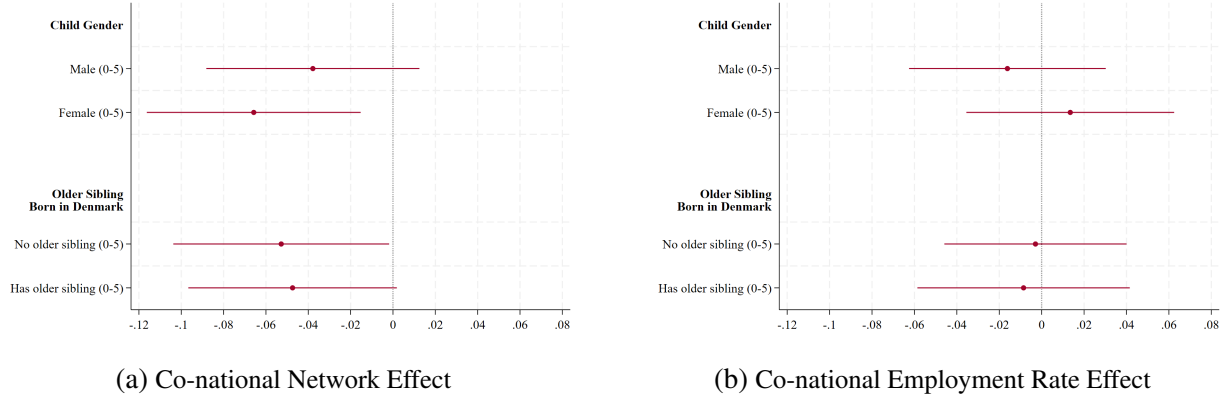 Child Gender
Male (0-5)
Female (0-5)
Older Sibling
Born in Denmark
No older sibling (0-5)
Has older sibling (0-5)
-.12 -.1 -.08 -.06 -.04 -.02 0 .02 .04 .06 .08
(a) Co-national Network Effect
Child Gender
Male (0-5)
Female (0-5)
Older Sibling
Born in Denmark
No older sibling (0-5)
Has older sibling (0-5)
-.12 -.1 -.08 -.06 -.04 -.02 0 .02 .04 .06 .08
(b) Co-national Employment Rate Effect